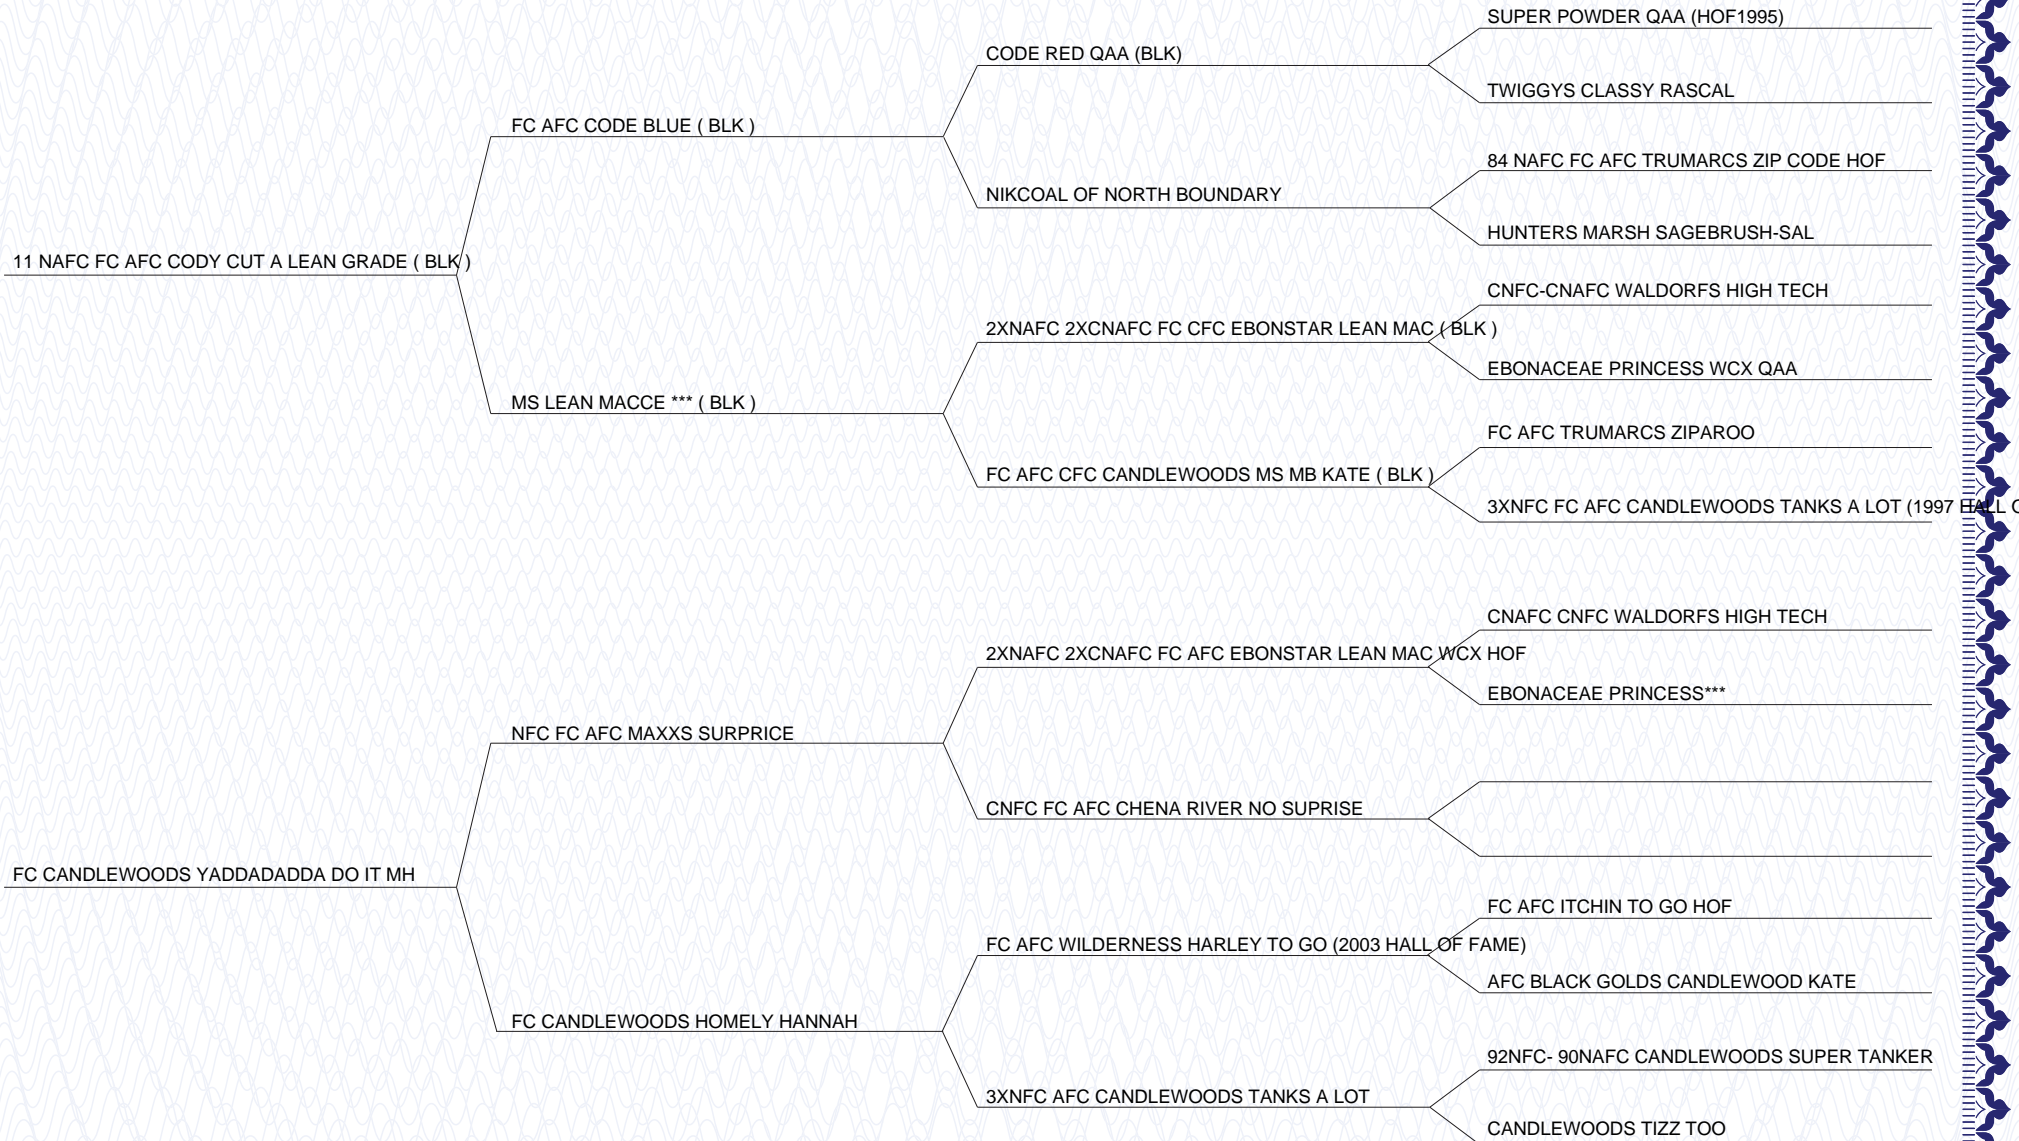 SUPER POWDER QAA (HOF1995)
CODE RED QAA (BLK)
TWIGGYS CLASSY RASCAL
FC AFC CODE BLUE ( BLK )
84 NAFC FC AFC TRUMARCS ZIP CODE HOF
NIKCOAL OF NORTH BOUNDARY
HUNTERS MARSH SAGEBRUSH-SAL
11 NAFC FC AFC CODY CUT A LEAN GRADE ( BLK )
CNFC-CNAFC WALDORFS HIGH TECH
2XNAFC 2XCNAFC FC CFC EBONSTAR LEAN MAC ( BLK )
EBONACEAE PRINCESS WCX QAA
MS LEAN MACCE *** ( BLK )
FC AFC TRUMARCS ZIPAROO
FC AFC CFC CANDLEWOODS MS MB KATE ( BLK )
3XNFC FC AFC CANDLEWOODS TANKS A LOT (1997 HALL
CNAFC CNFC WALDORFS HIGH TECH
2XNAFC 2XCNAFC FC AFC EBONSTAR LEAN MAC WCX HOF
EBONACEAE PRINCESS***
NFC FC AFC MAXXS SURPRICE
CNFC FC AFC CHENA RIVER NO SUPRISE
FC CANDLEWOODS YADDADADDA DO IT MH
FC AFC ITCHIN TO GO HOF
FC AFC WILDERNESS HARLEY TO GO (2003 HALL OF FAME)
AFC BLACK GOLDS CANDLEWOOD KATE
FC CANDLEWOODS HOMELY HANNAH
92NFC- 90NAFC CANDLEWOODS SUPER TANKER
3XNFC AFC CANDLEWOODS TANKS A LOT
CANDLEWOODS TIZZ TOO